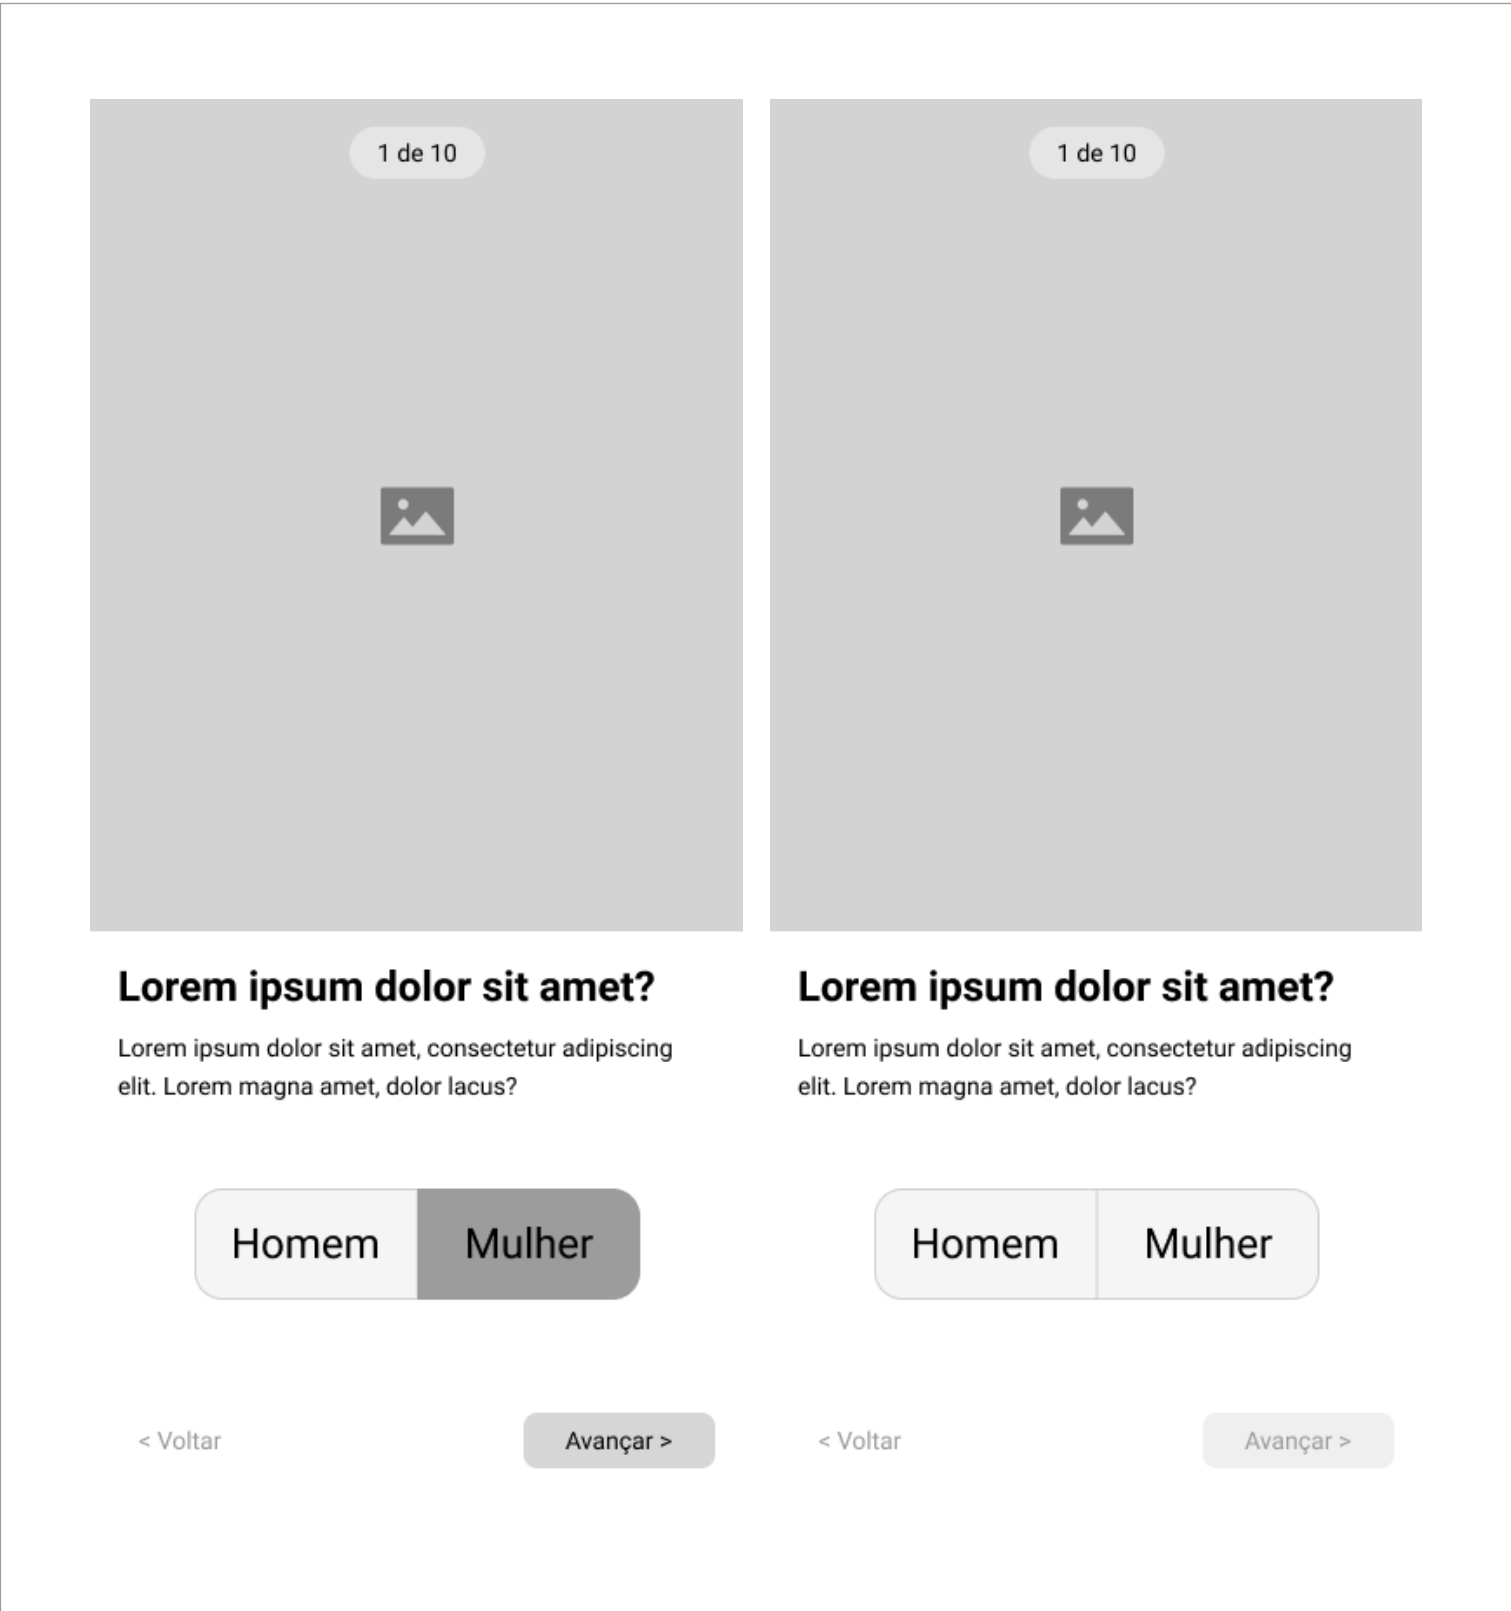 1 de 10
Lorem ipsum dolor sit amet?
Lorem ipsum dolor sit amet, consectetur adipiscing
elit. Lorem magna amet, dolor lacus?
Homem
Mulher
< Voltar
Avançar >
1 de 10
Lorem ipsum dolor sit amet?
Lorem ipsum dolor sit amet, consectetur adipiscing
elit. Lorem magna amet, dolor lacus?
Homem
Mulher
< Voltar
Avançar >